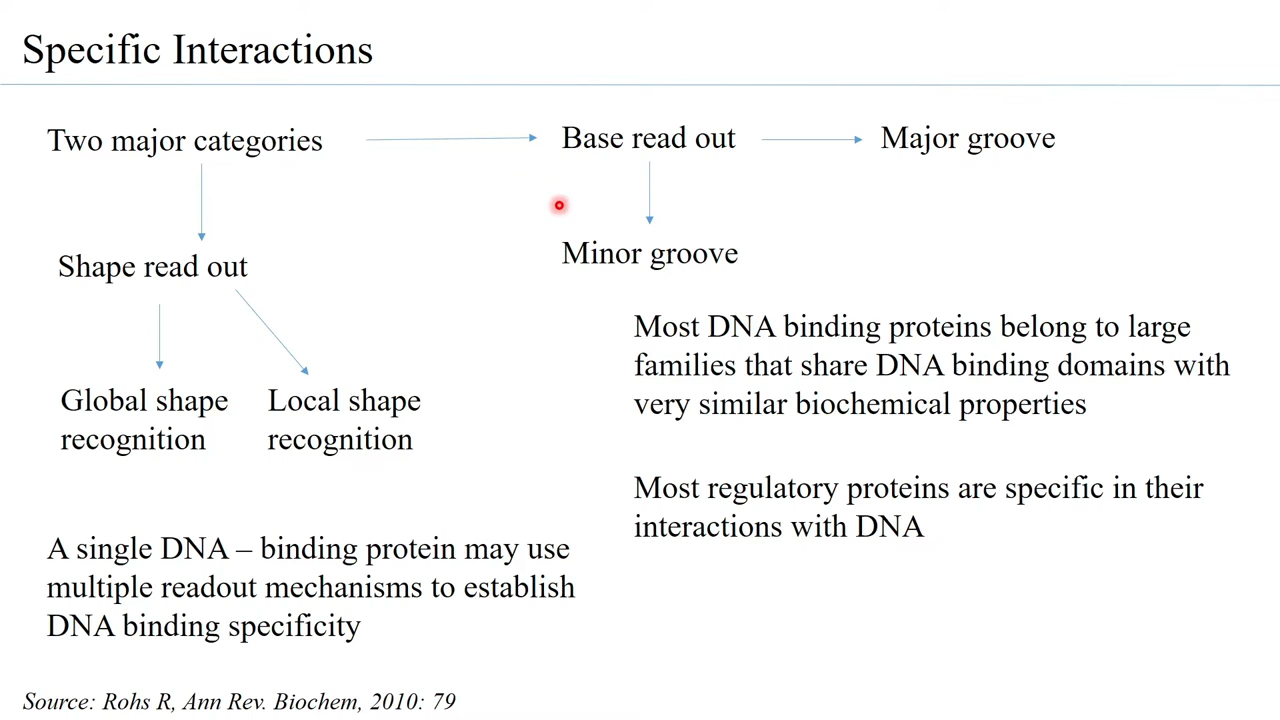 Specific Interactions
Two major categories
Base read out
Major groove
Minor groove
Shape read out
Global shape
recognition
Local shape
recognition
Most DNA binding proteins belong to large
families that share DNA binding domains with
very similar biochemical properties
Most regulatory proteins are specific in their
interactions with DNA
A single DNA – binding protein may use
multiple readout mechanisms to establish
DNA binding specificity
Source: Rohs R, Ann Rev. Biochem, 2010: 79